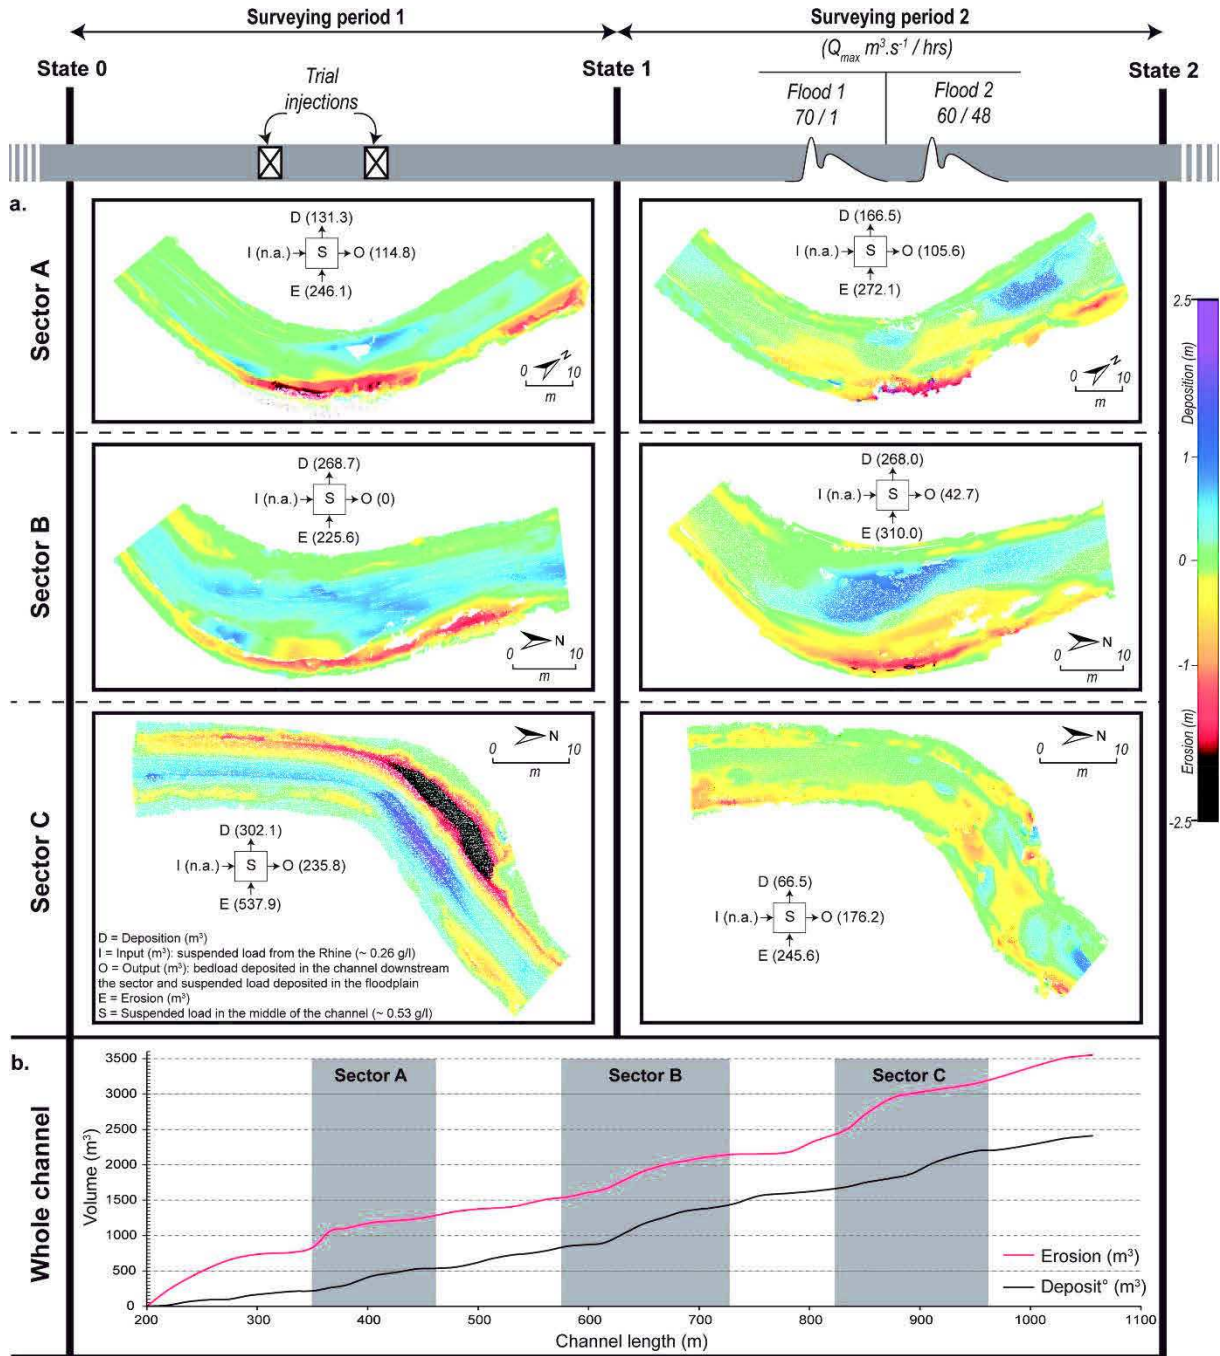 Surveying period 1
Surveying period 2
(Qmax m³.s⁻¹ / hrs)
State 0
State 1
State 2
Trial
injections
Flood 1
70 / 1
Flood 2
60 / 48
a.
Sector A
D (131.3)
I (n.a.)
S
O (114.8)
E (246.1)
N
0 10
m
D (166.5)
I (n.a.)
S
O (105.6)
E (272.1)
N
0 10
m
Sector B
D (268.7)
I (n.a.)
S
O (0)
E (225.6)
N
0 10
m
D (268.0)
I (n.a.)
S
O (42.7)
E (310.0)
N
0 10
m
Sector C
N
0 10
m
D (302.1)
I (n.a.)
S
O (235.8)
E (537.9)
D = Deposition (m³)
I = Input (m³): suspended load from the Rhine (~ 0.26 g/l)
O = Output (m³): bedload deposited in the channel downstream
the sector and suspended load deposited in the floodplain
E = Erosion (m³)
S = Suspended load in the middle of the channel (~ 0.53 g/l)
N
0 10
m
D (66.5)
I (n.a.)
S
O (176.2)
E (245.6)
2.5
Deposition (m)
1
0
-1
Erosion (m)
-2.5
b.
Whole channel
Volume (m³)
3500
3000
2500
2000
1500
1000
500
0
Sector A
Sector B
Sector C
Erosion (m³)
Deposit° (m³)
200 300 400 500 600 700 800 900 1000 1100
Channel length (m)